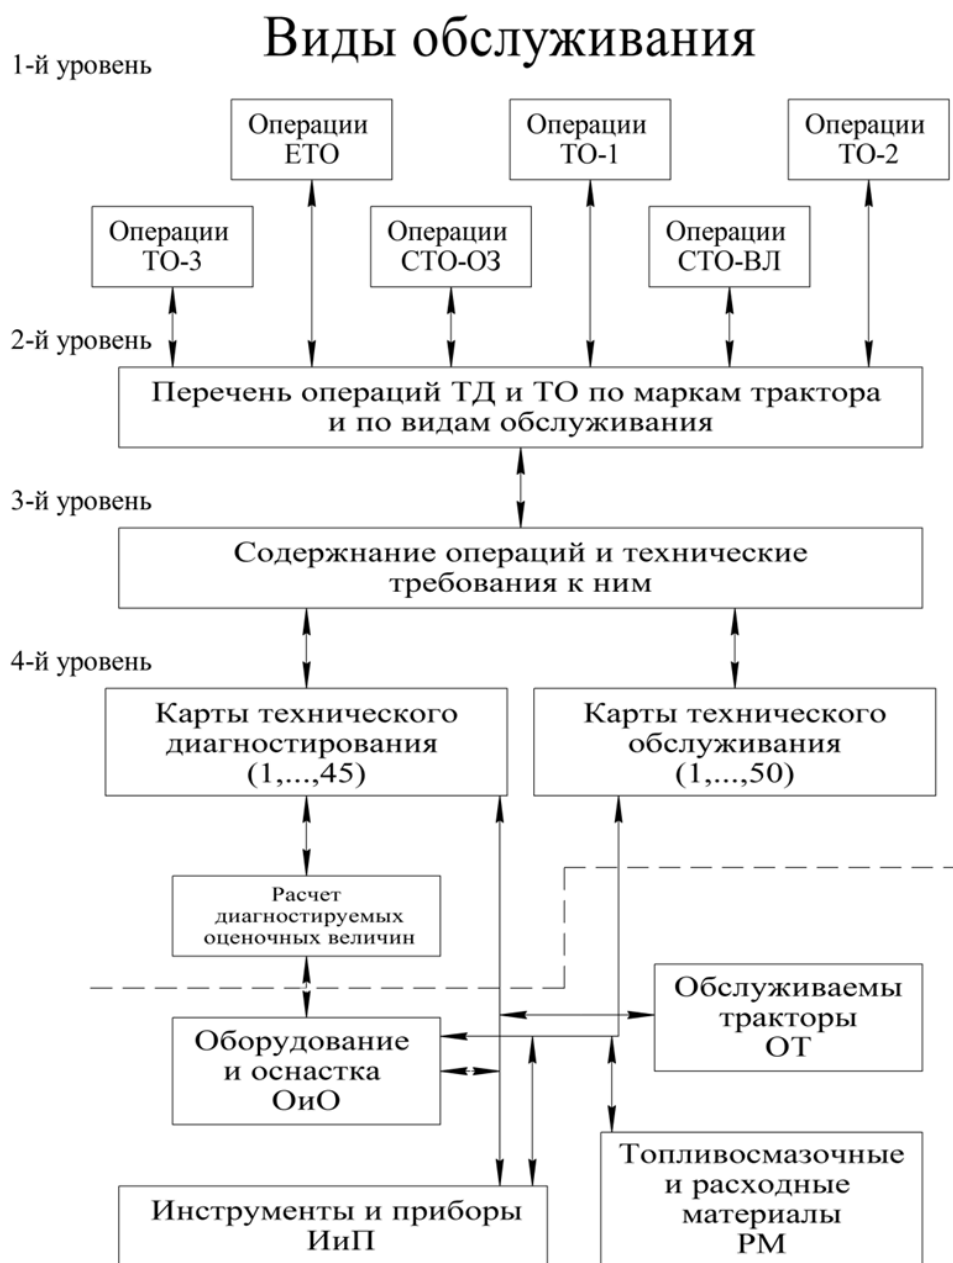 Виды обслуживания
1-й уровень
Операции
ЕТО
Операции
ТО-1
Операции
ТО-2
Операции
ТО-3
Операции
СТО-ОЗ
Операции
СТО-ВЛ
2-й уровень
Перечень операций ТД и ТО по маркам трактора
и по видам обслуживания
3-й уровень
Содержнание операций и технические
требования к ним
4-й уровень
Карты технического
диагностирования
(1,...,45)
Карты технического
обслуживания
(1,...,50)
Расчет
диагностируемых
оценочных величин
Обслуживаемы
тракторы
ОТ
Оборудование
и оснастка
ОиО
Топливосмазочные
и расходные
материалы
РМ
Инструменты и приборы
ИиП